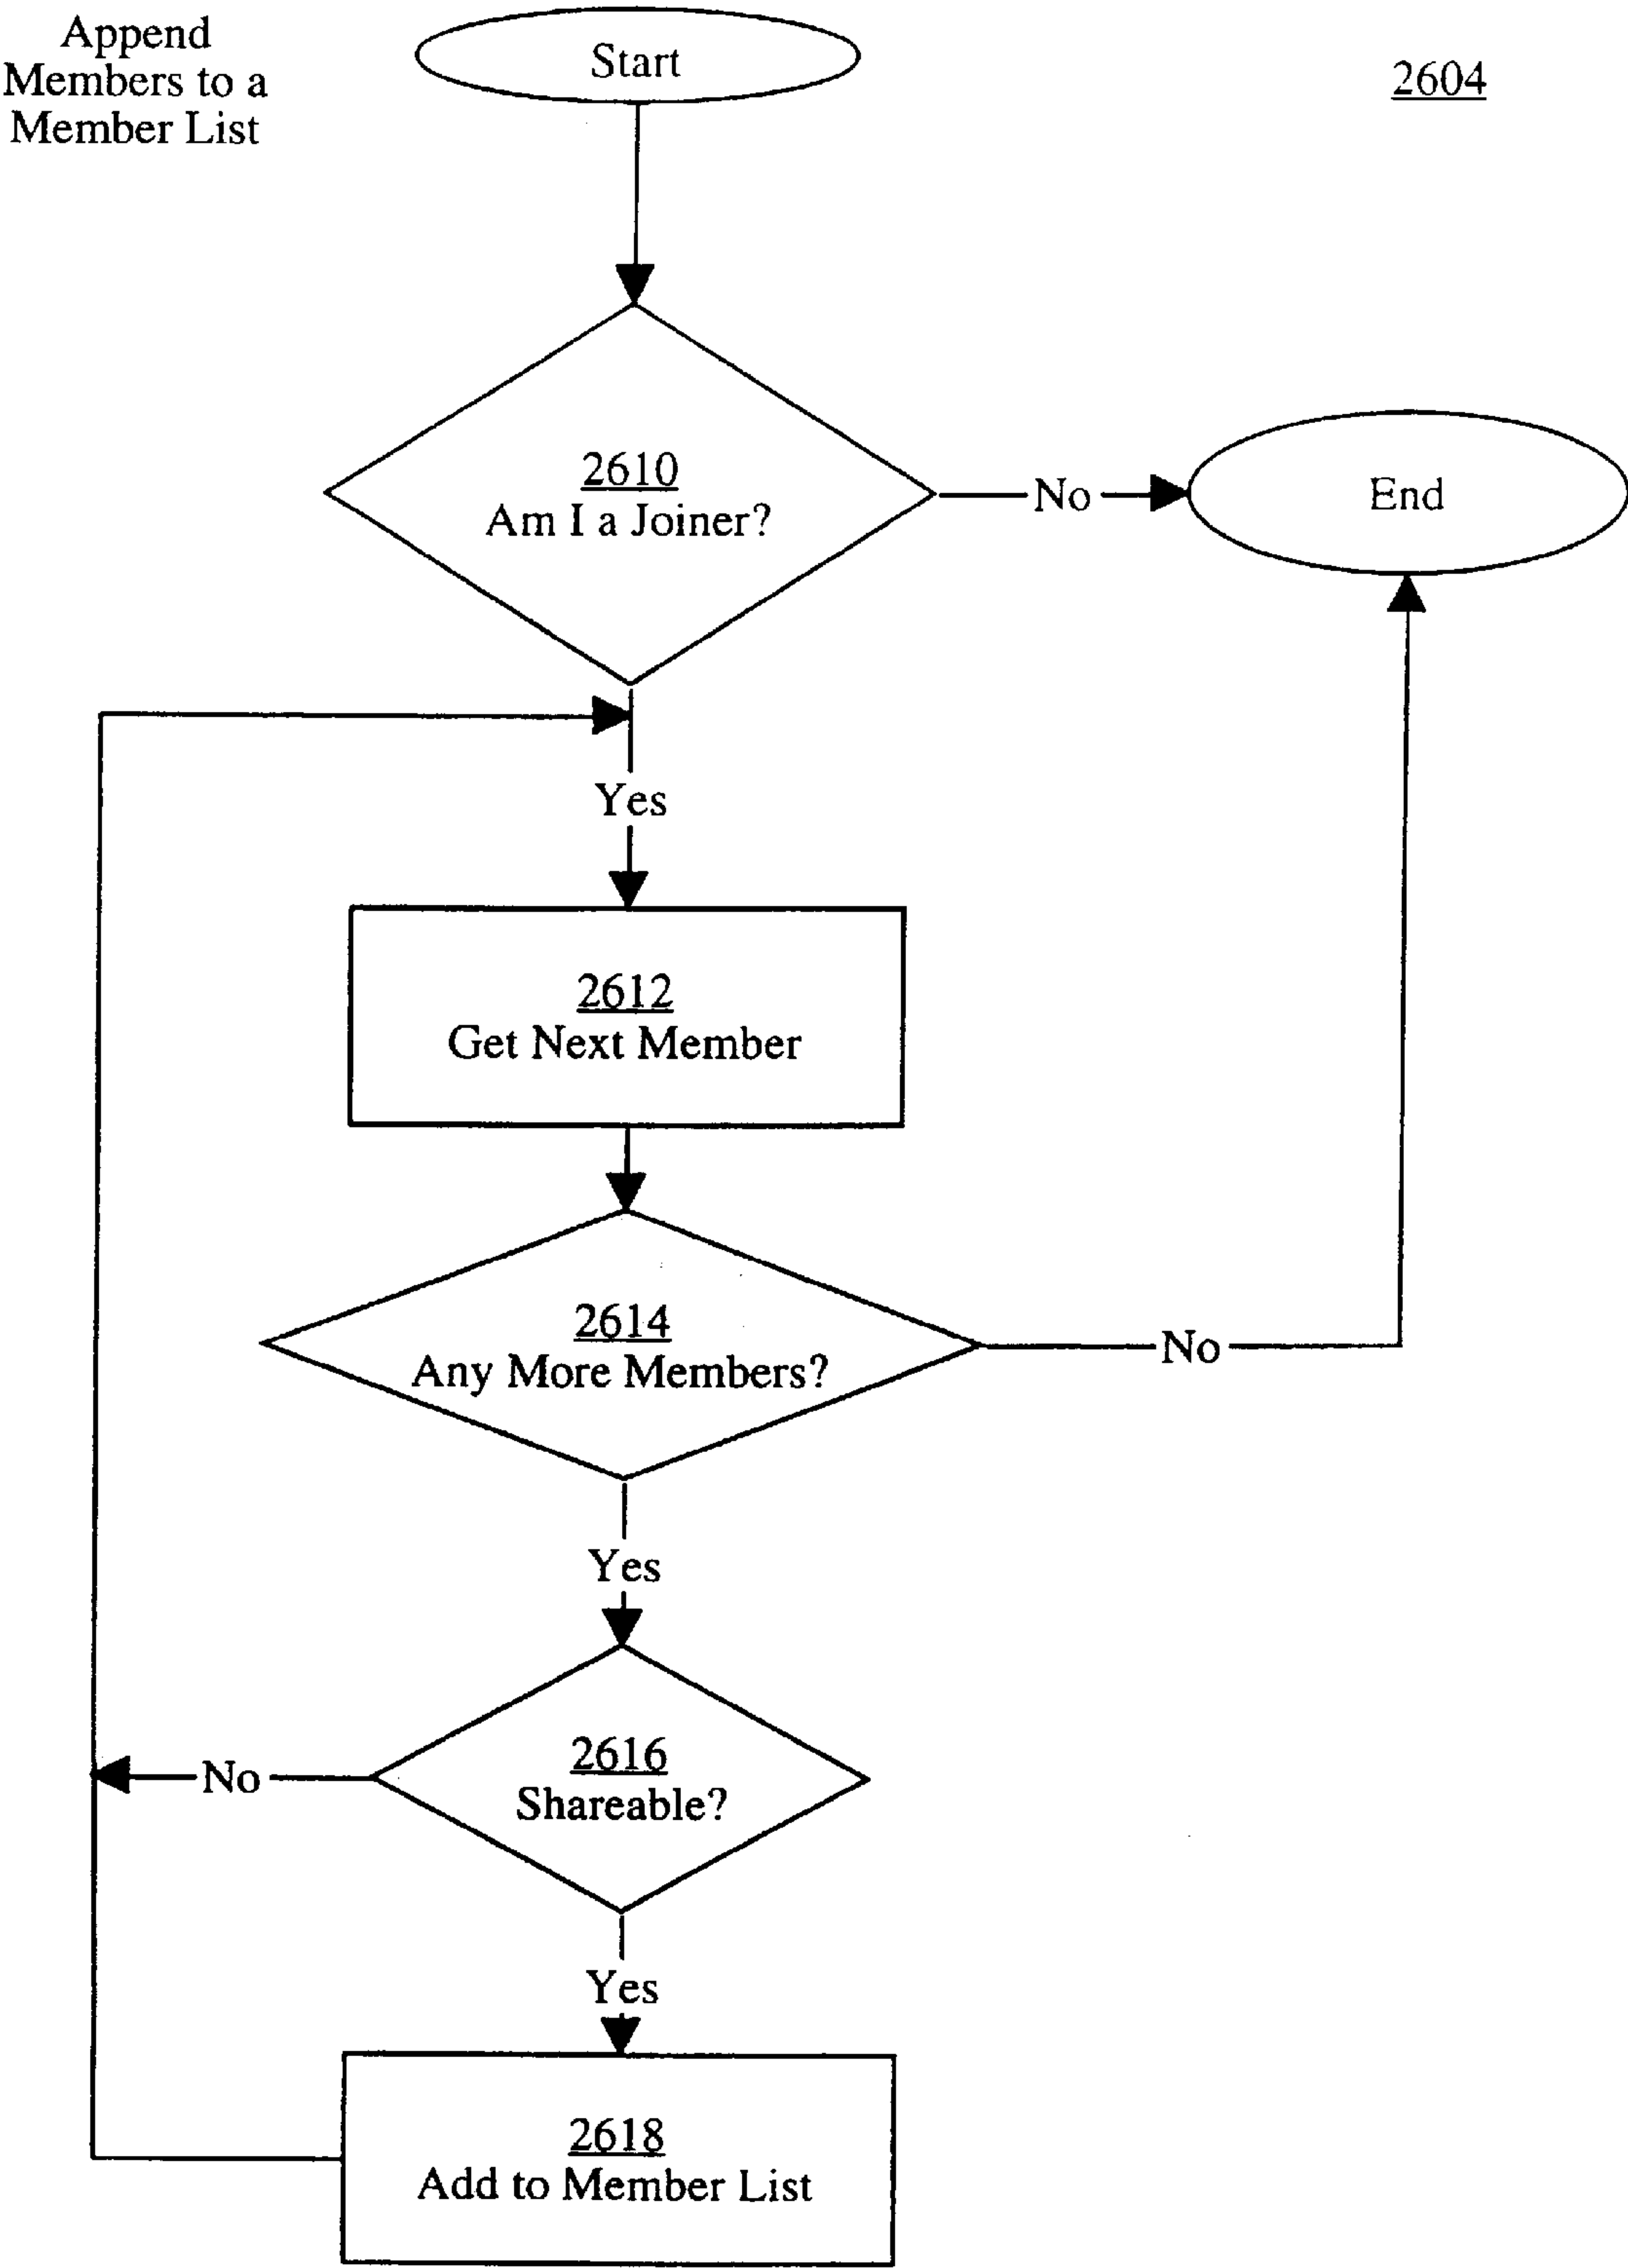 Append
Members to a
Member List
Start
2604
2610
Am I a Joiner?
No
End
Yes
2612
Get Next Member
2614
Any More Members?
No
Yes
2616
Shareable?
No
Yes
2618
Add to Member List